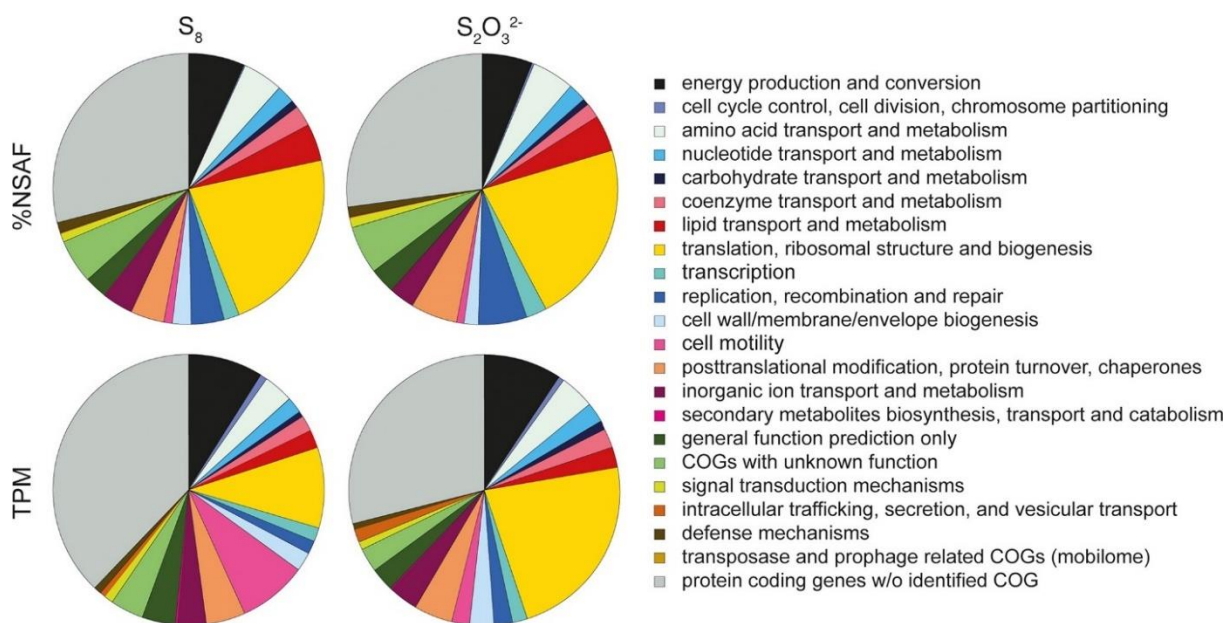 S8
S2O3 2-
%NSAF
TPM
energy production and conversion
cell cycle control, cell division, chromosome partitioning
amino acid transport and metabolism
nucleotide transport and metabolism
carbohydrate transport and metabolism
coenzyme transport and metabolism
lipid transport and metabolism
translation, ribosomal structure and biogenesis
transcription
replication, recombination and repair
cell wall/membrane/envelope biogenesis
cell motility
posttranslational modification, protein turnover, chaperones
inorganic ion transport and metabolism
secondary metabolites biosynthesis, transport and catabolism
general function prediction only
COGs with unknown function
signal transduction mechanisms
intracellular trafficking, secretion, and vesicular transport
defense mechanisms
transposase and prophage related COGs (mobilome)
protein coding genes w/o identified COG